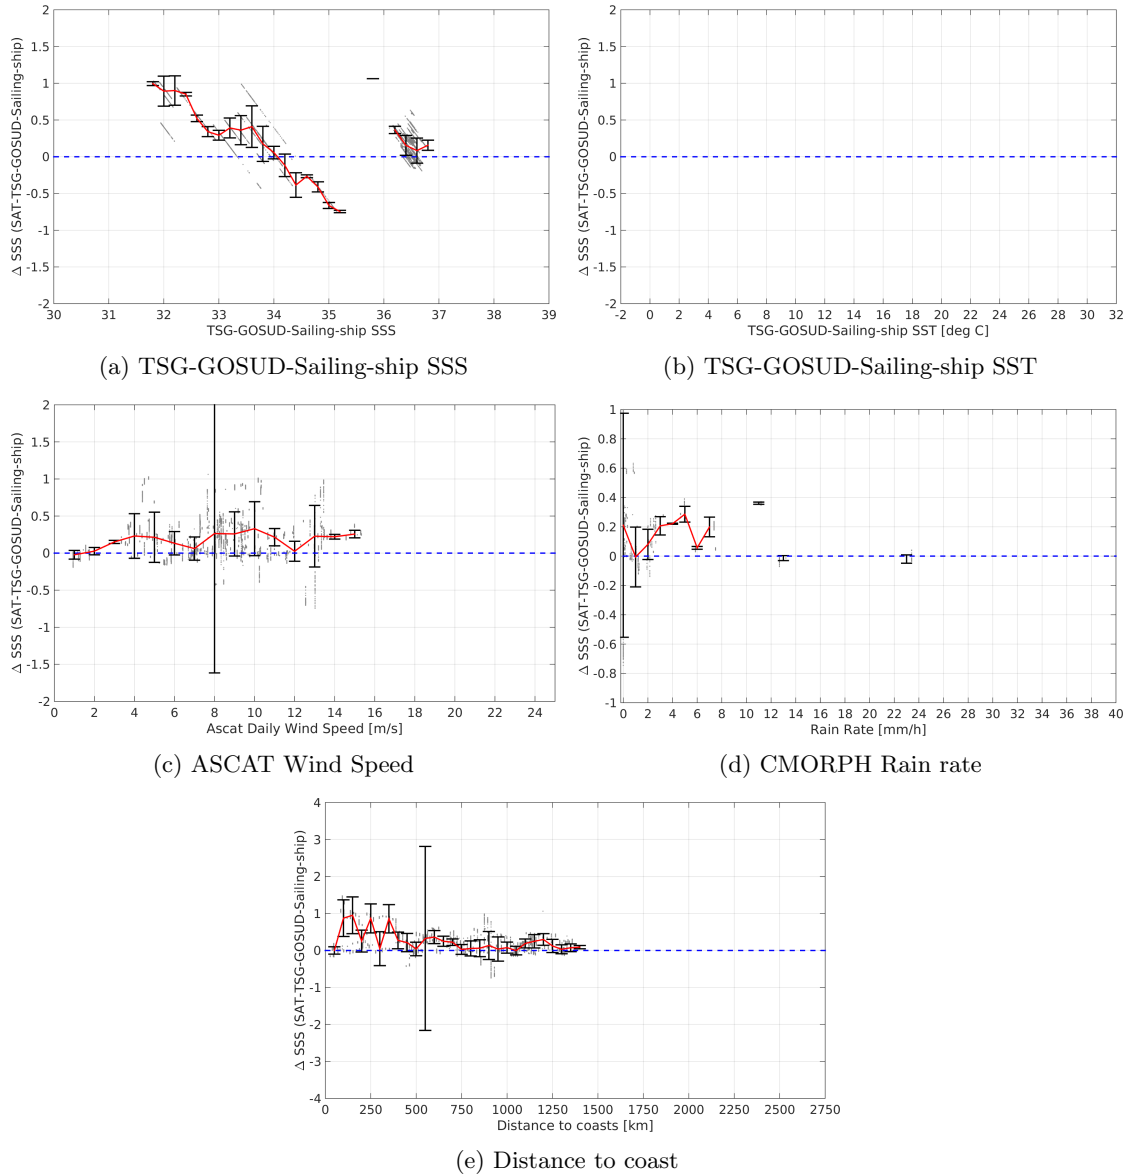 2
1.5
1
0.5
0
-0.5
-1
-1.5
-2
Δ SSS (SAT-TSG-GOSUD-Sailing-ship)
30 31 32 33 34 35 36 37 38 39
TSG-GOSUD-Sailing-ship SSS
(a) TSG-GOSUD-Sailing-ship SSS
2
1.5
1
0.5
0
-0.5
-1
-1.5
-2
Δ SSS (SAT-TSG-GOSUD-Sailing-ship)
-2 0 2 4 6 8 10 12 14 16 18 20 22 24 26 28 30 32
TSG-GOSUD-Sailing-ship SST [deg C]
(b) TSG-GOSUD-Sailing-ship SST
2
1.5
1
0.5
0
-0.5
-1
-1.5
-2
Δ SSS (SAT-TSG-GOSUD-Sailing-ship)
0 2 4 6 8 10 12 14 16 18 20 22 24
Ascat Daily Wind Speed [m/s]
(c) ASCAT Wind Speed
1
0.8
0.6
0.4
0.2
0
-0.2
-0.4
-0.6
-0.8
-1
Δ SSS (SAT-TSG-GOSUD-Sailing-ship)
0 2 4 6 8 10 12 14 16 18 20 22 24 26 28 30 32 34 36 38 40
Rain Rate [mm/h]
(d) CMORPH Rain rate
4
3
2
1
0
-1
-2
-3
-4
Δ SSS (SAT-TSG-GOSUD-Sailing-ship)
0 250 500 750 1000 1250 1500 1750 2000 2250 2500 2750
Distance to coasts [km]
(e) Distance to coast